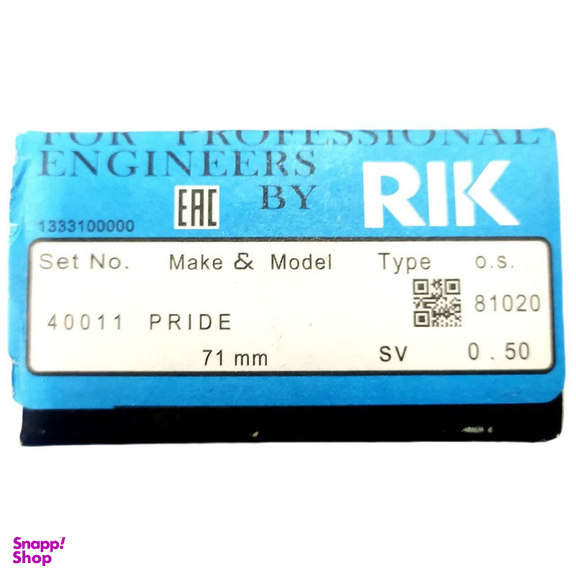 FOR PROFESSIONAL
ENGINEERS
BY RIK
EAC
1333100000
Set No. Make & Model Type o.s.
81020
40011 PRIDE
71 mm SV 0.50
Snapp!
Shop